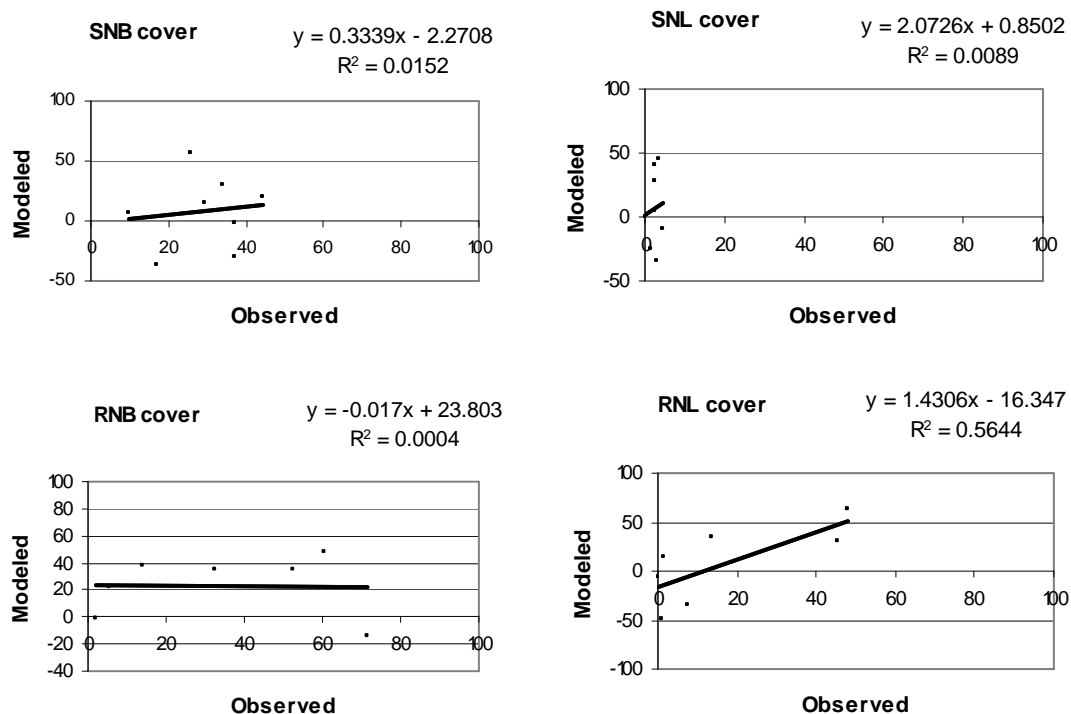 SNB cover
y = 0.3339x - 2.2708
R² = 0.0152
100
50
0
-50
0 20 40 60 80 100
Modeled
Observed
SNL cover
y = 2.0726x + 0.8502
R² = 0.0089
100
50
0
-50
0 20 40 60 80 100
Modeled
Observed
RNB cover
y = -0.017x + 23.803
R² = 0.0004
100
80
60
40
20
0
-20
-40
0 20 40 60 80 100
Modeled
Observed
RNL cover
y = 1.4306x - 16.347
R² = 0.5644
100
50
0
-50
-100
0 20 40 60 80 100
Modeled
Observed